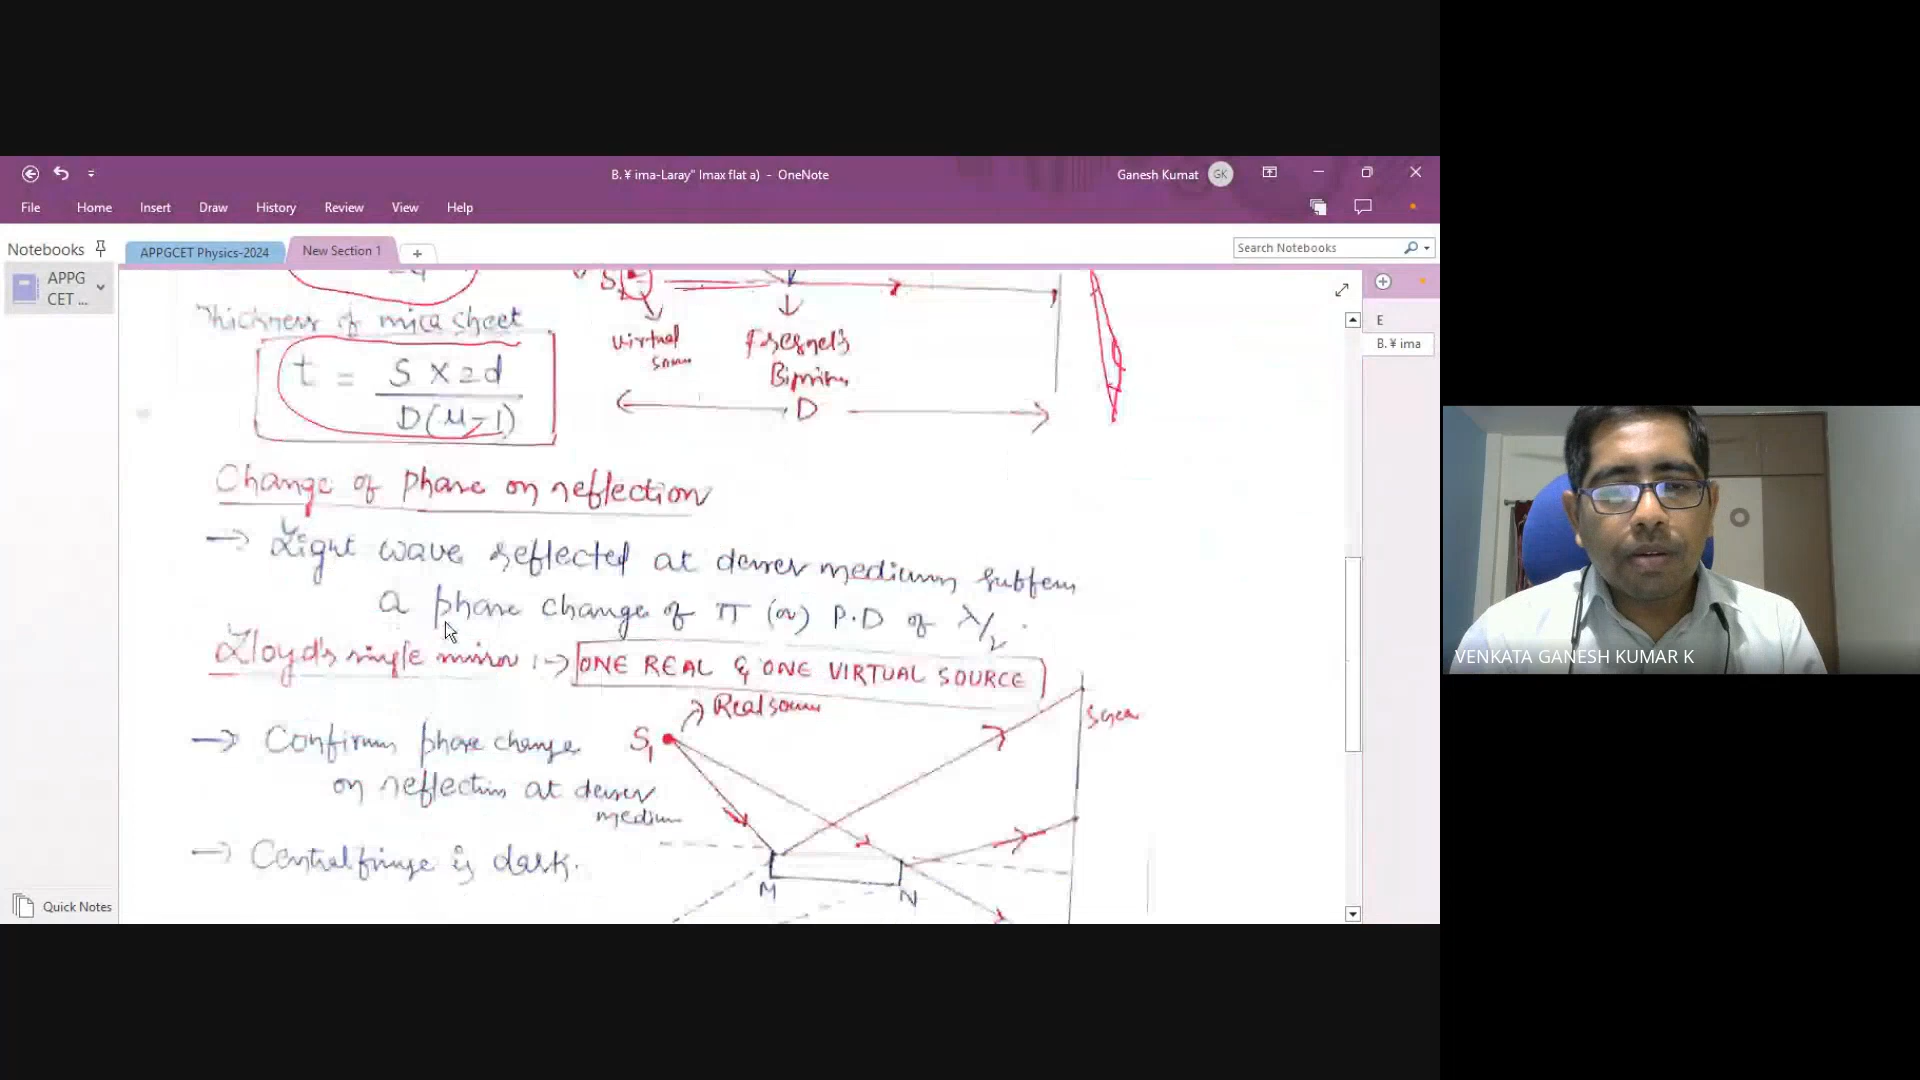 B. ¥ ima-Laray" Imax flat a) - OneNote
Ganesh Kumat GK
File Home Insert Draw History Review View Help
Notebooks
APPGCET Physics-2024
New Section 1
Search Notebooks
APPG
CET ...
E
B. ¥ ima
S
Thickness of mica sheet
virtual
Fresnel's
t = S X 2d
D(μ-1)
D
Change of phase on reflection
→ Light wave reflected at denser medium suffers
a phase change of π (or) P.D of λ/2.
Lloyd's single mirror :→ ONE REAL & ONE VIRTUAL SOURCE
Real source
Screen
→ Confirms phase change
S1
on reflection at denser
medium
→ Central fringe is dark.
M
N
Quick Notes
VENKATA GANESH KUMAR K